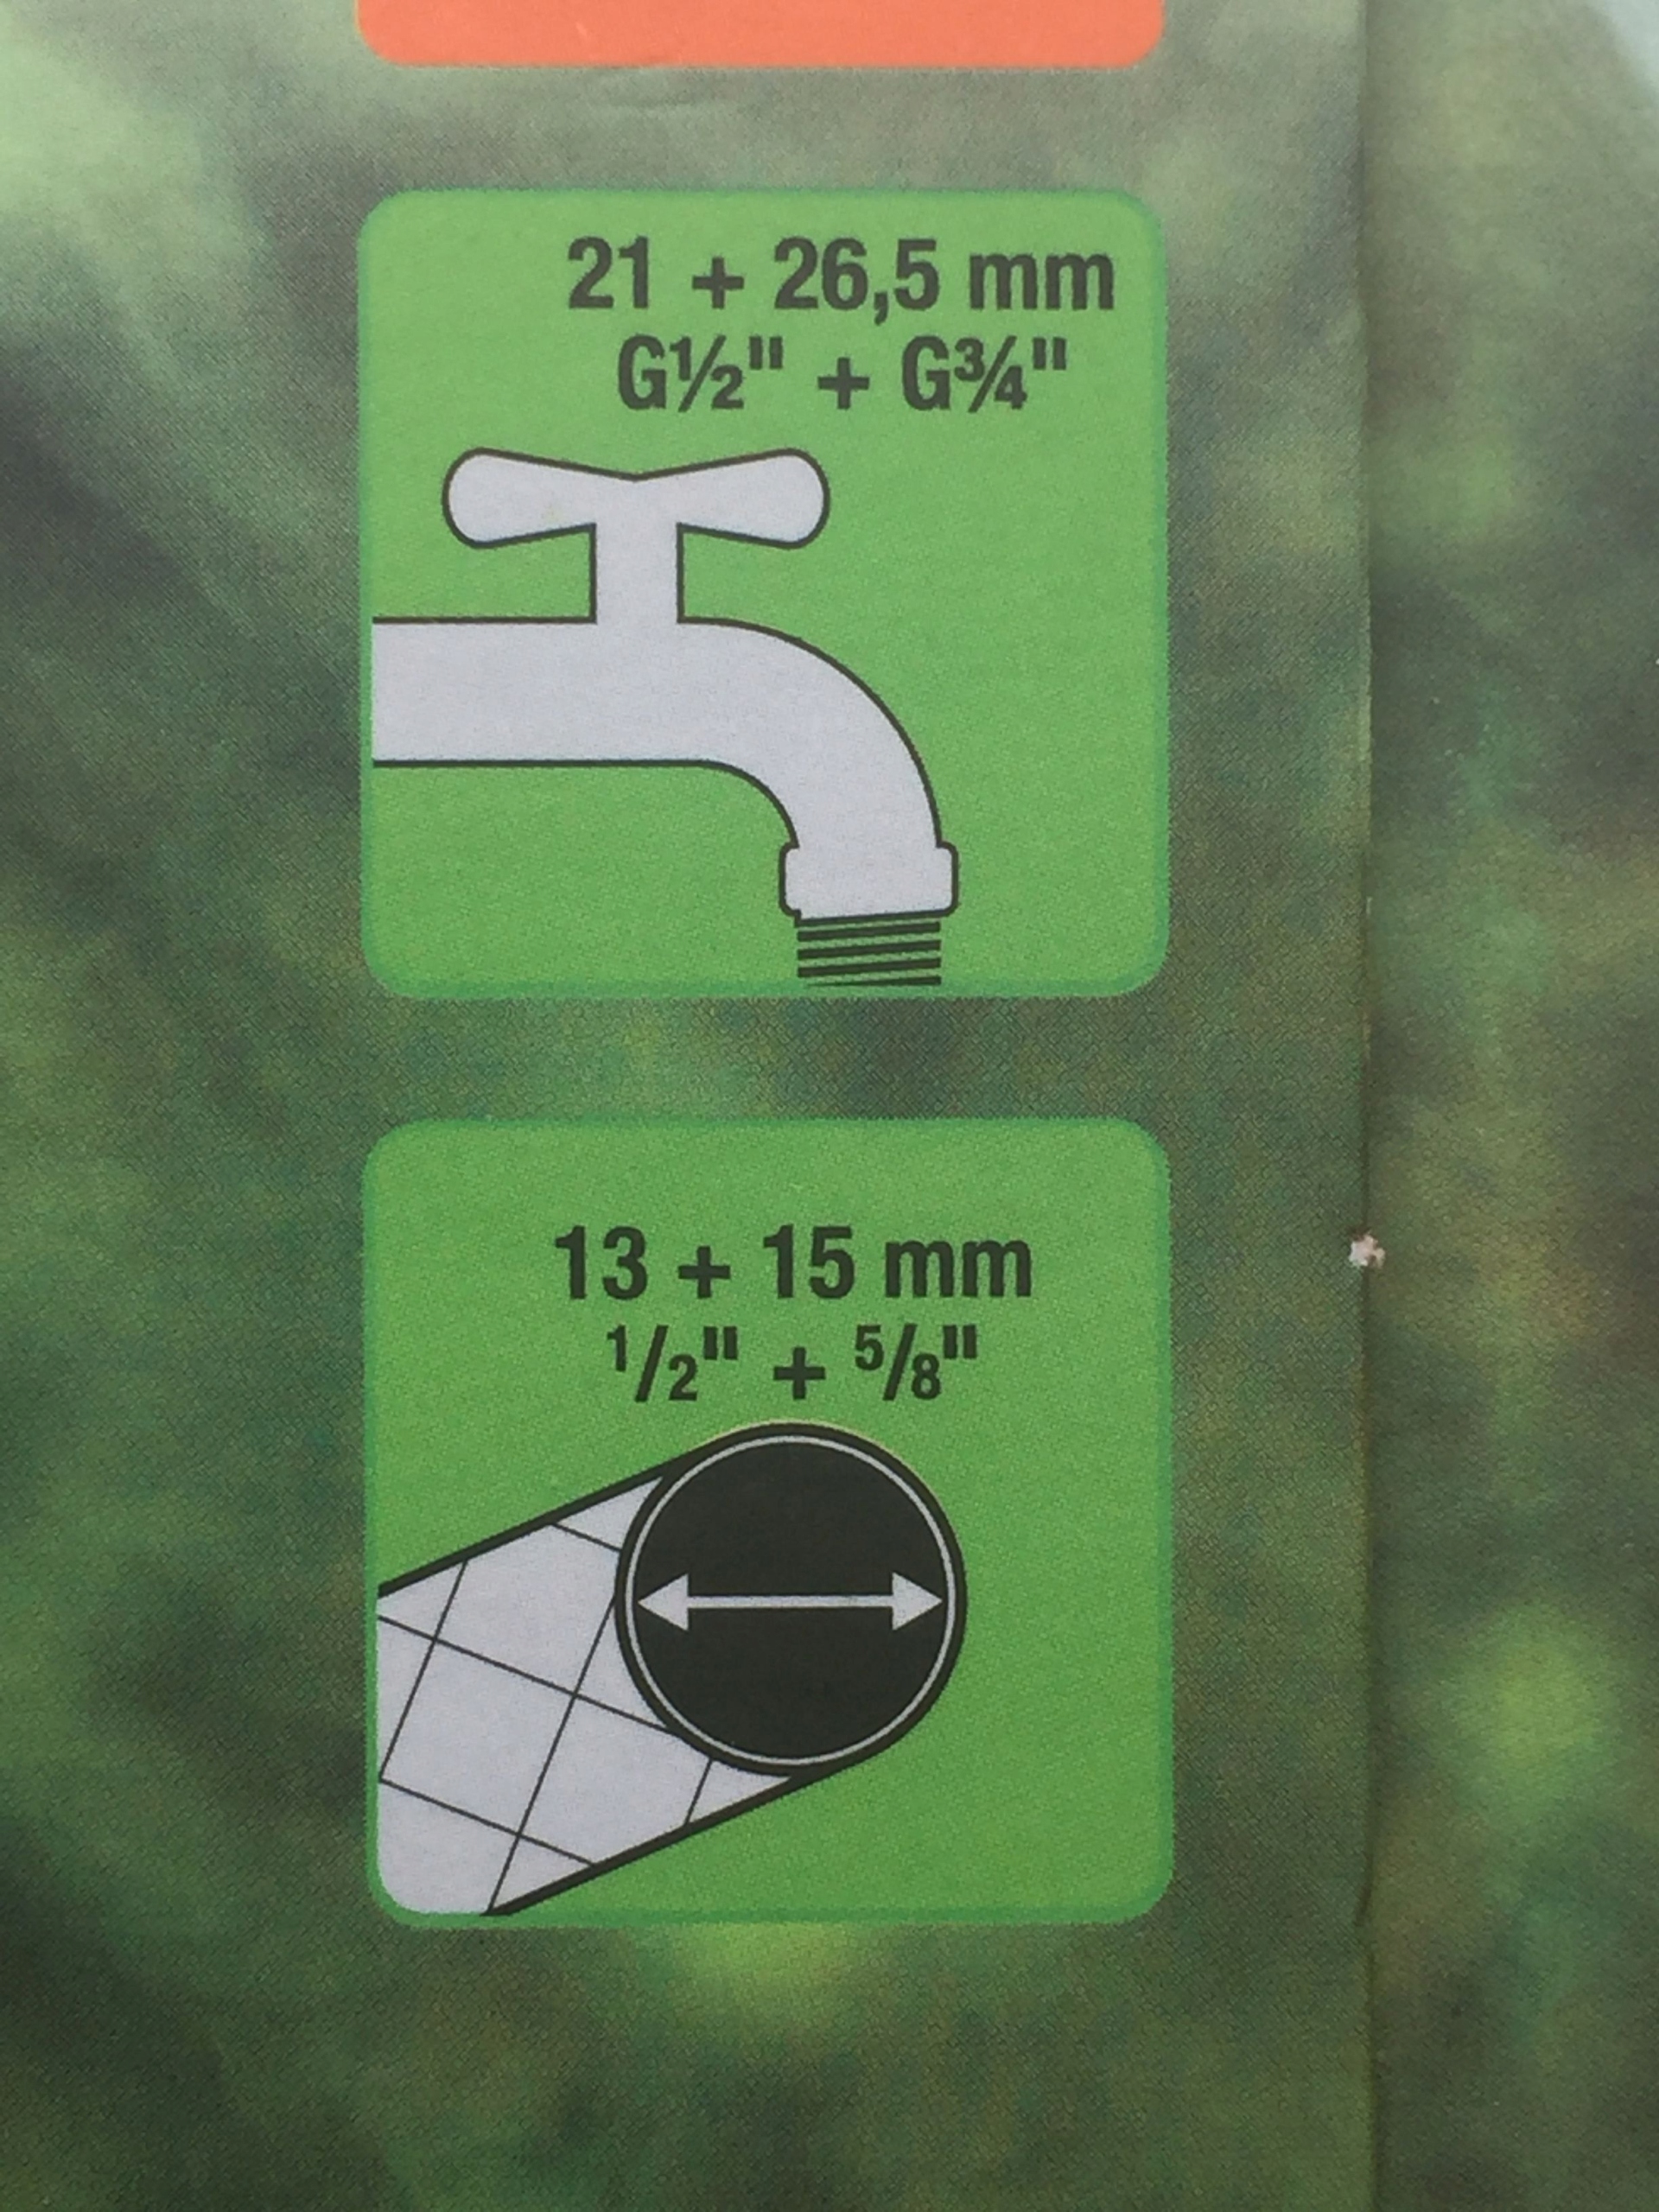 21 + 26,5 mm
G½" + G¾"
13 + 15 mm
1/2" + 5/8"